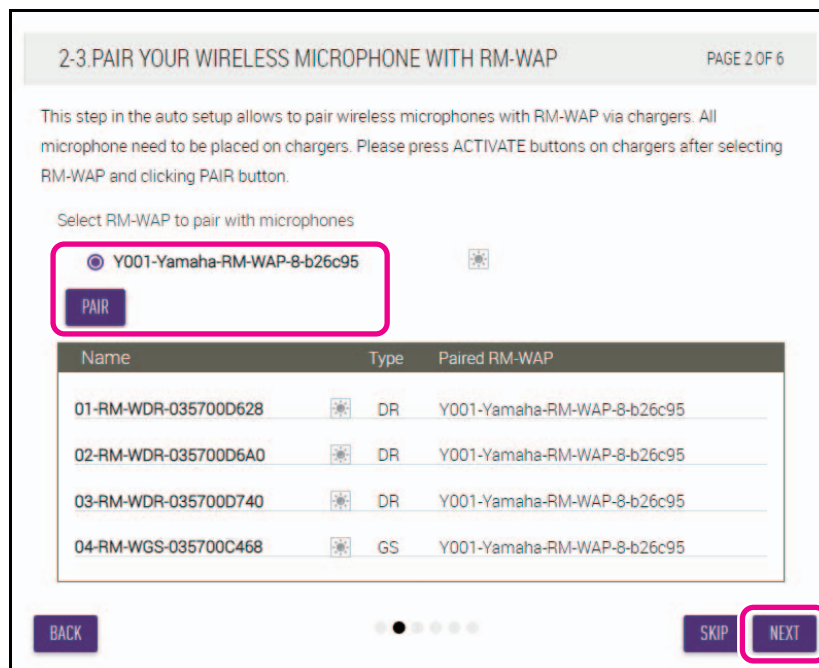 2-3.PAIR YOUR WIRELESS MICROPHONE WITH RM-WAP PAGE 2 OF 6
This step in the auto setup allows to pair wireless microphones with RM-WAP via chargers. All
microphone need to be placed on chargers. Please press ACTIVATE buttons on chargers after selecting
RM-WAP and clicking PAIR button.
Select RM-WAP to pair with microphones
Y001-Yamaha-RM-WAP-8-b26c95
PAIR
Name Type Paired RM-WAP
01-RM-WDR-035700D628 DR Y001-Yamaha-RM-WAP-8-b26c95
02-RM-WDR-035700D6A0 DR Y001-Yamaha-RM-WAP-8-b26c95
03-RM-WDR-035700D740 DR Y001-Yamaha-RM-WAP-8-b26c95
04-RM-WGS-035700C468 GS Y001-Yamaha-RM-WAP-8-b26c95
BACK SKIP NEXT